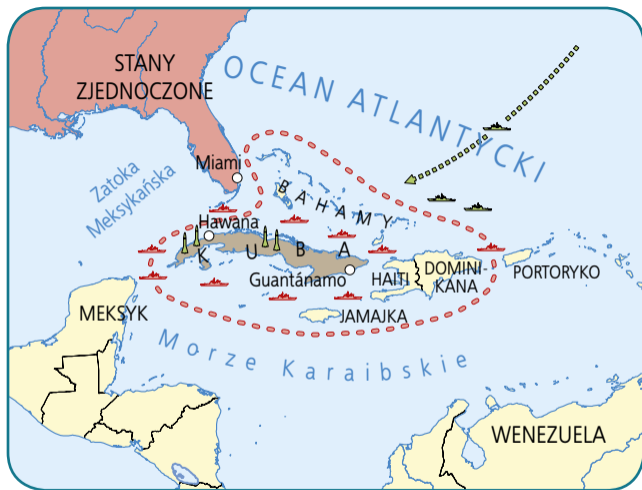 STANY
ZJEDNOCZONE
OCEAN ATLANTYCKI
Zatoka
Meksykańska
Miami
BAHAMY
Hawana
KUBA
Guantánamo
HAITI
DOMINI-
KANA
PORTORYKO
MEKSYK
JAMAJKA
Morze Karaibskie
WENEZUELA